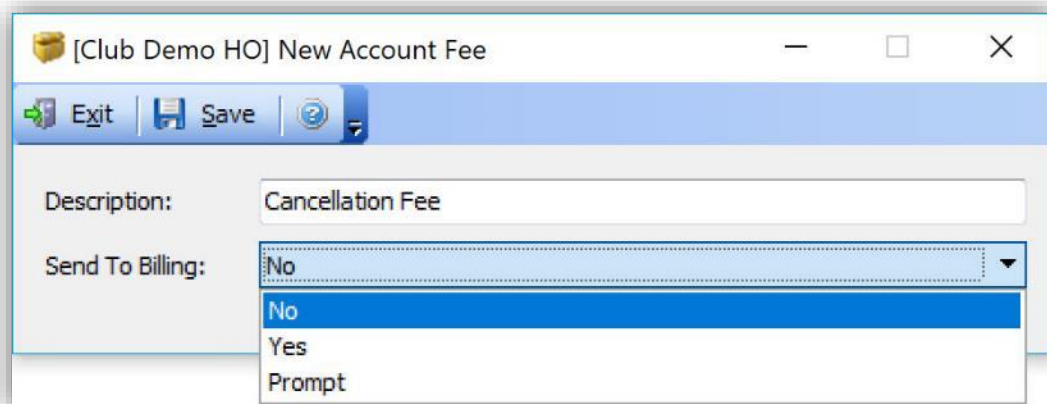 [Club Demo HO] New Account Fee
Exit Save
Description: Cancellation Fee
Send To Billing: No
No
Yes
Prompt